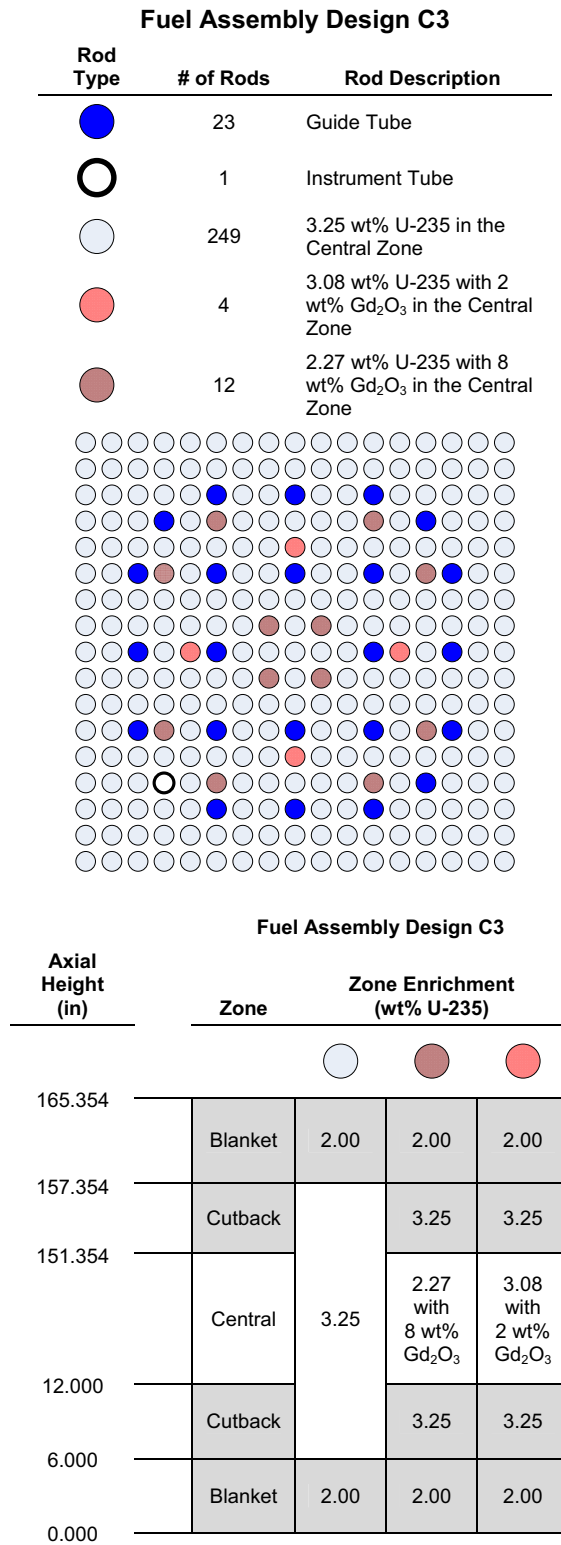 Fuel Assembly Design C3
Rod
Type
# of Rods
Rod Description
23
Guide Tube
1
Instrument Tube
249
3.25 wt% U-235 in the
Central Zone
4
3.08 wt% U-235 with 2
wt% Gd₂O₃ in the Central
Zone
12
2.27 wt% U-235 with 8
wt% Gd₂O₃ in the Central
Zone
Fuel Assembly Design C3
Axial
Height
(in)
Zone
Zone Enrichment
(wt% U-235)
165.354
Blanket
2.00
2.00
2.00
157.354
Cutback
3.25
3.25
151.354
Central
3.25
2.27
with
8 wt%
Gd₂O₃
3.08
with
2 wt%
Gd₂O₃
12.000
Cutback
3.25
3.25
6.000
Blanket
2.00
2.00
2.00
0.000